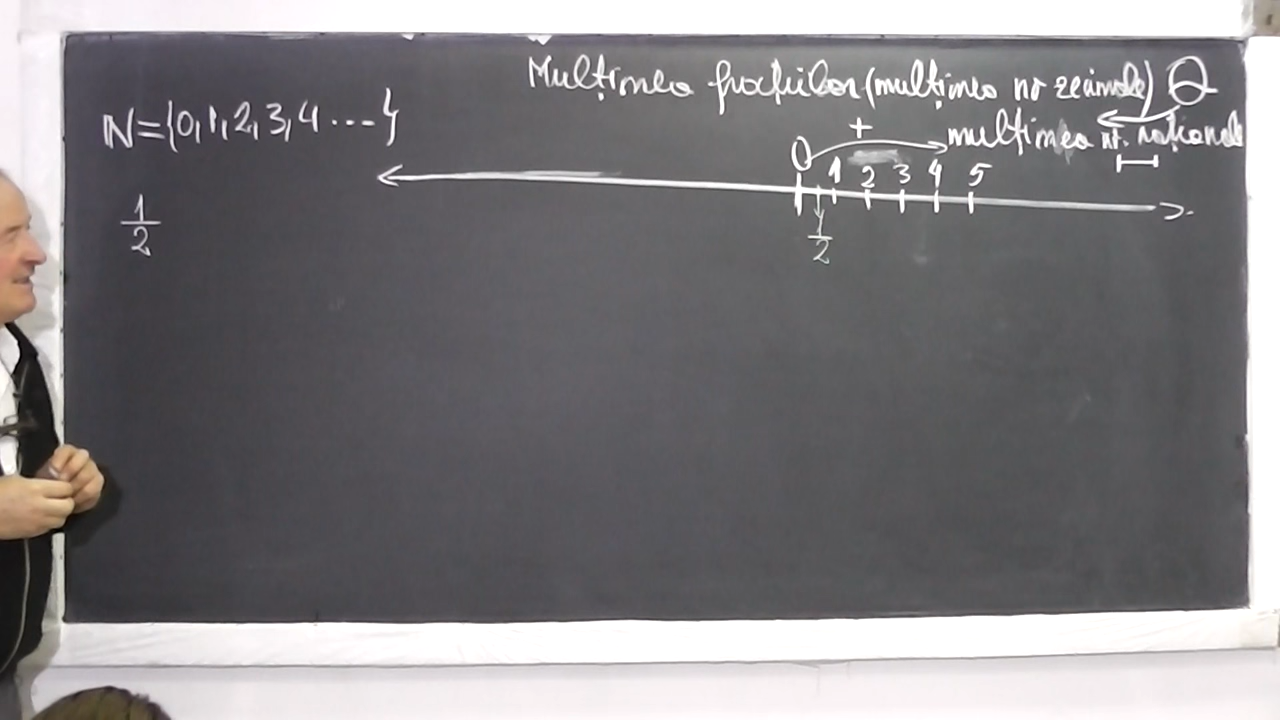 Mulțimea fracțiilor (mulțimea nr zecimale) Q
N={0,1,2,3,4 ....}
mulțimea nr. raționale
+
0 1 2 3 4 5
1/2
1/2